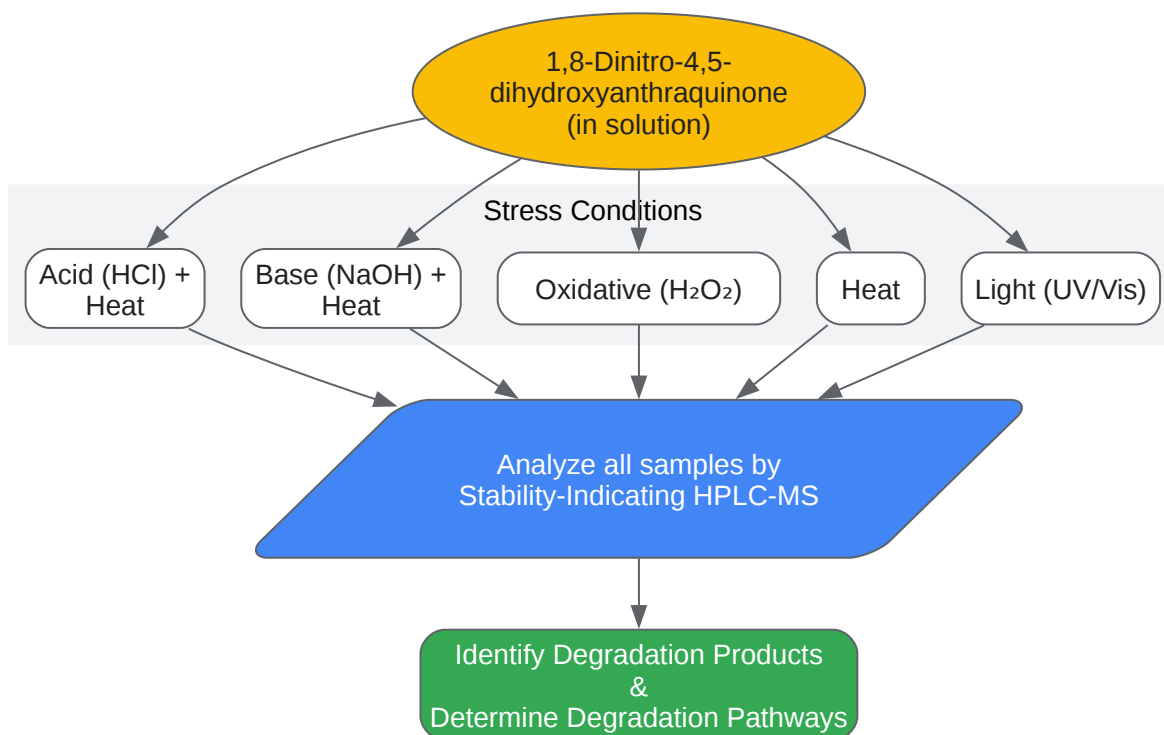 1,8-Dinitro-4,5-
dihydroxyanthraquinone
(in solution)
Stress Conditions
Acid (HCl) +
Heat
Base (NaOH) +
Heat
Oxidative (H₂O₂)
Heat
Light (UV/Vis)
Analyze all samples by
Stability-Indicating HPLC-MS
Identify Degradation Products
&
Determine Degradation Pathways